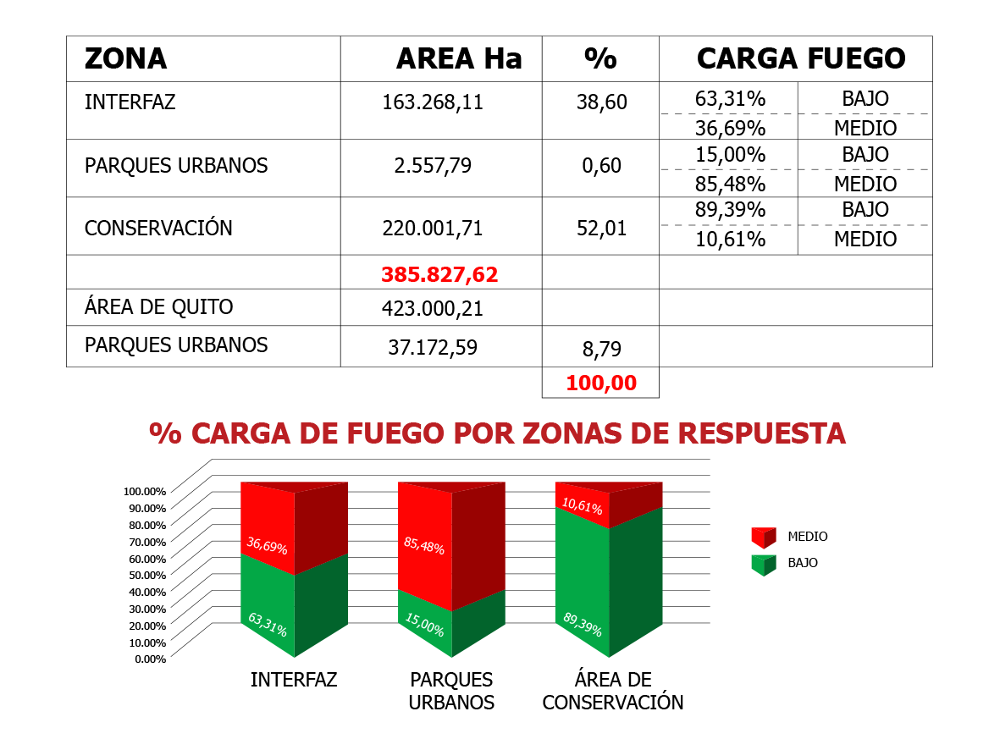 ZONA AREA Ha % CARGA FUEGO
INTERFAZ 163.268,11 38,60 63,31% BAJO
36,69% MEDIO
PARQUES URBANOS 2.557,79 0,60 15,00% BAJO
85,48% MEDIO
CONSERVACIÓN 220.001,71 52,01 89,39% BAJO
10,61% MEDIO
385.827,62
ÁREA DE QUITO 423.000,21
PARQUES URBANOS 37.172,59 8,79
100,00
% CARGA DE FUEGO POR ZONAS DE RESPUESTA
100.00%
90.00%
80.00%
70.00%
60.00%
50.00%
40.00%
30.00%
20.00%
10.00%
0.00%
36,69%
63,31%
85,48%
15,00%
10,61%
89,39%
MEDIO
BAJO
INTERFAZ
PARQUES
URBANOS
ÁREA DE
CONSERVACIÓN